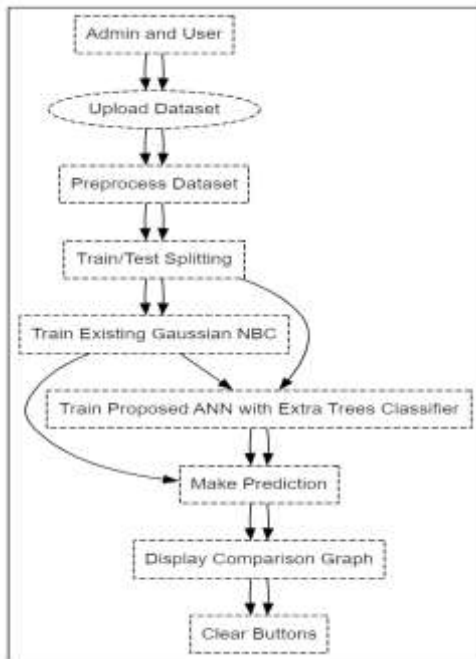 Admin and User
Upload Dataset
Preprocess Dataset
Train/Test Splitting
Train Existing Gaussian NBC
Train Proposed ANN with Extra Trees Classifier
Make Prediction
Display Comparison Graph
Clear Buttons